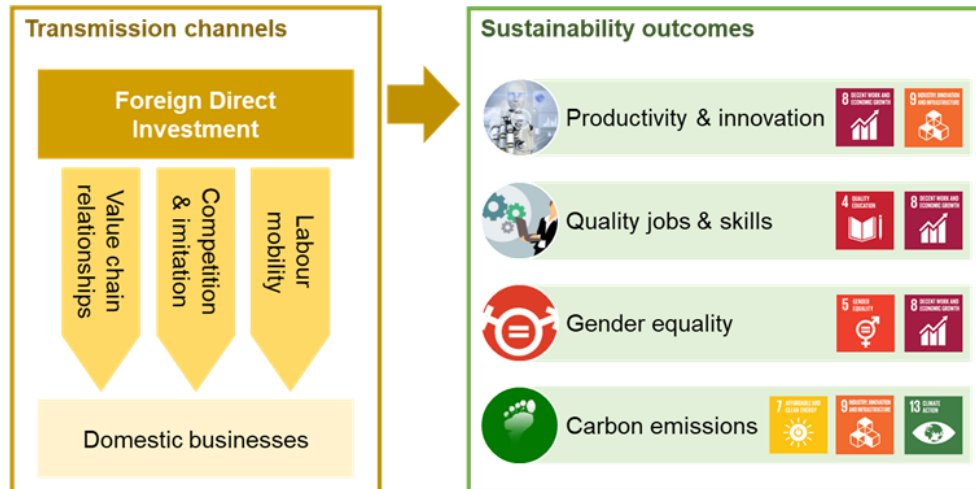 Transmission channels
Foreign Direct
Investment
Value chain
relationships
Competition
& imitation
Labour
mobility
Domestic businesses
Sustainability outcomes
Productivity & innovation
8 DECENT WORK AND
ECONOMIC GROWTH
9 INDUSTRY, INNOVATION
AND INFRASTRUCTURE
Quality jobs & skills
4 QUALITY
EDUCATION
8 DECENT WORK AND
ECONOMIC GROWTH
Gender equality
5 GENDER
EQUALITY
8 DECENT WORK AND
ECONOMIC GROWTH
Carbon emissions
7 AFFORDABLE AND
CLEAN ENERGY
9 INDUSTRY, INNOVATION
AND INFRASTRUCTURE
13 CLIMATE
ACTION